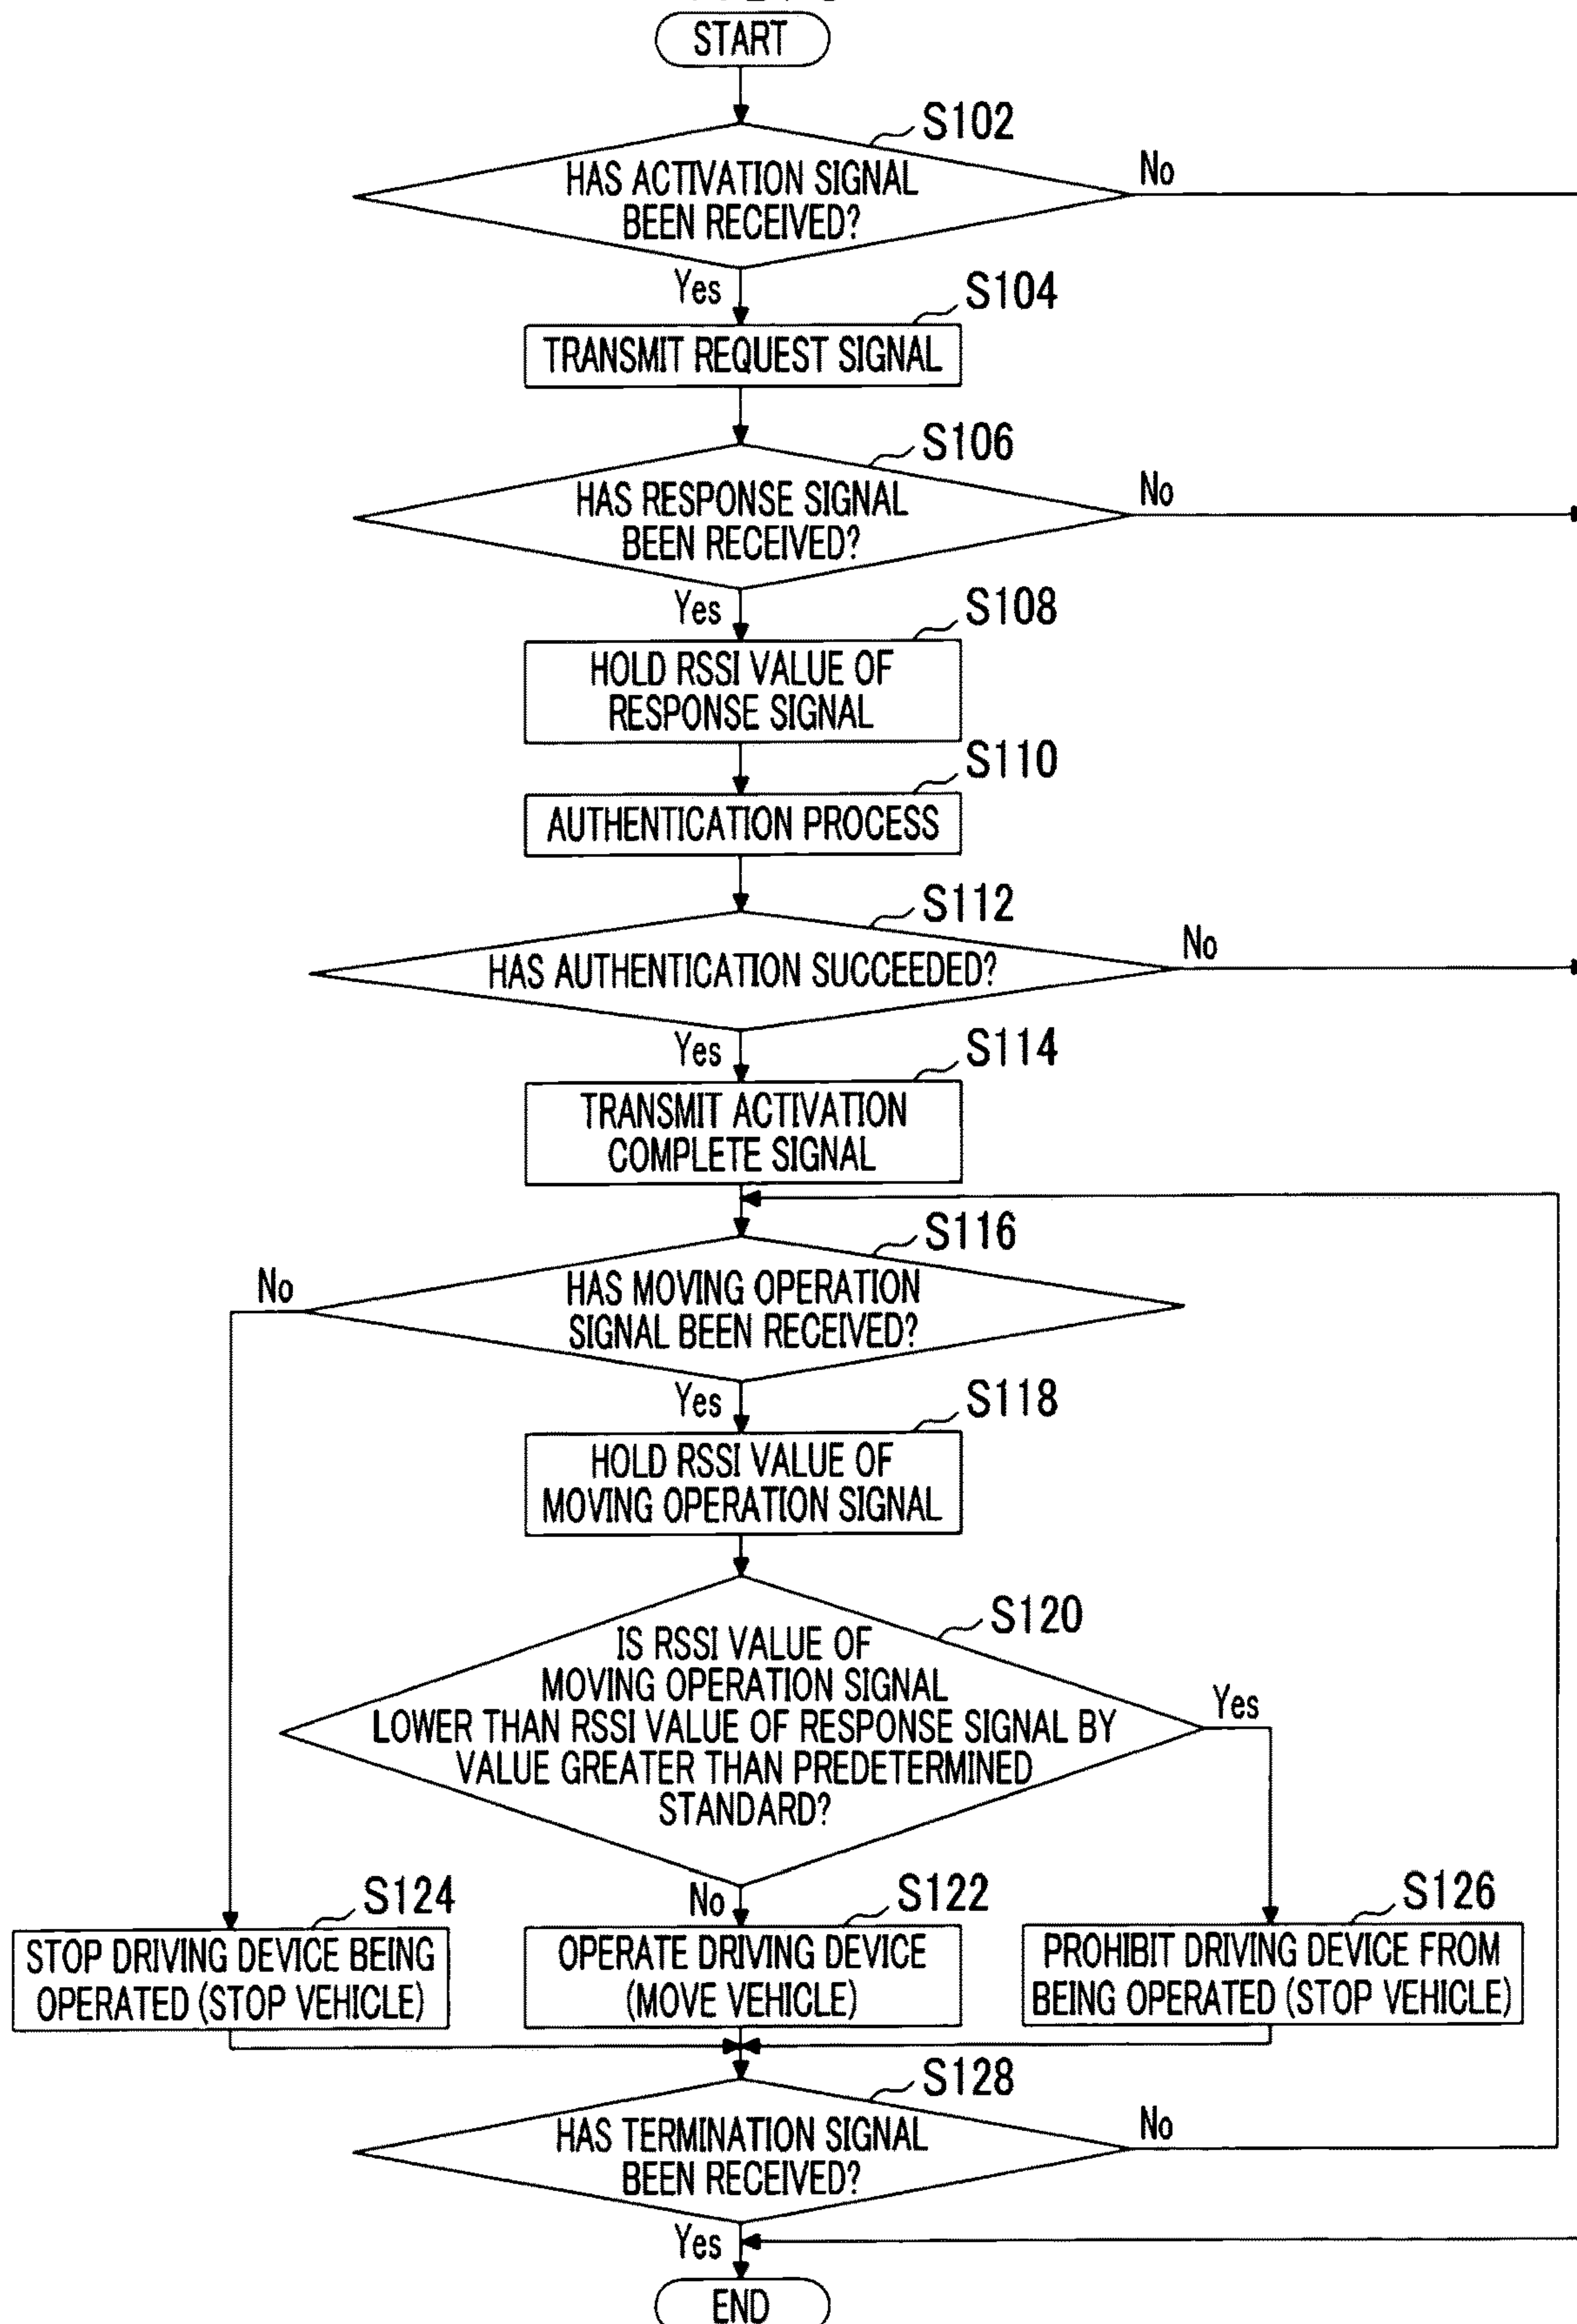 START
S102
HAS ACTIVATION SIGNAL
BEEN RECEIVED?
No
Yes
S104
TRANSMIT REQUEST SIGNAL
S106
HAS RESPONSE SIGNAL
BEEN RECEIVED?
No
Yes
S108
HOLD RSSI VALUE OF
RESPONSE SIGNAL
S110
AUTHENTICATION PROCESS
S112
HAS AUTHENTICATION SUCCEEDED?
No
Yes
S114
TRANSMIT ACTIVATION
COMPLETE SIGNAL
S116
HAS MOVING OPERATION
SIGNAL BEEN RECEIVED?
No
Yes
S118
HOLD RSSI VALUE OF
MOVING OPERATION SIGNAL
S120
IS RSSI VALUE OF
MOVING OPERATION SIGNAL
LOWER THAN RSSI VALUE OF RESPONSE SIGNAL BY
VALUE GREATER THAN PREDETERMINED
STANDARD?
Yes
No
S124
STOP DRIVING DEVICE BEING
OPERATED (STOP VEHICLE)
S122
OPERATE DRIVING DEVICE
(MOVE VEHICLE)
S126
PROHIBIT DRIVING DEVICE FROM
BEING OPERATED (STOP VEHICLE)
S128
HAS TERMINATION SIGNAL
BEEN RECEIVED?
No
Yes
END